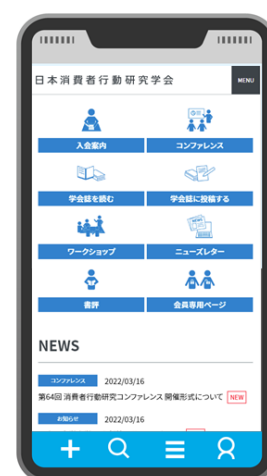 日本消費者行動研究学会
MENU
入会案内
コンファレンス
学会誌を読む
学会誌に投稿する
ワークショップ
ニューズレター
書評
会員専用ページ
NEWS
コンファレンス 2022/03/16
第64回 消費者行動研究コンファレンス 開催形式について NEW
お知らせ 2022/03/16